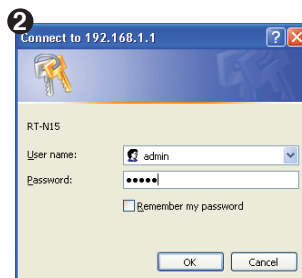 2
Connect to 192.168.1.1
RT-N15
User name: admin
Password: •••••
Remember my password
OK Cancel